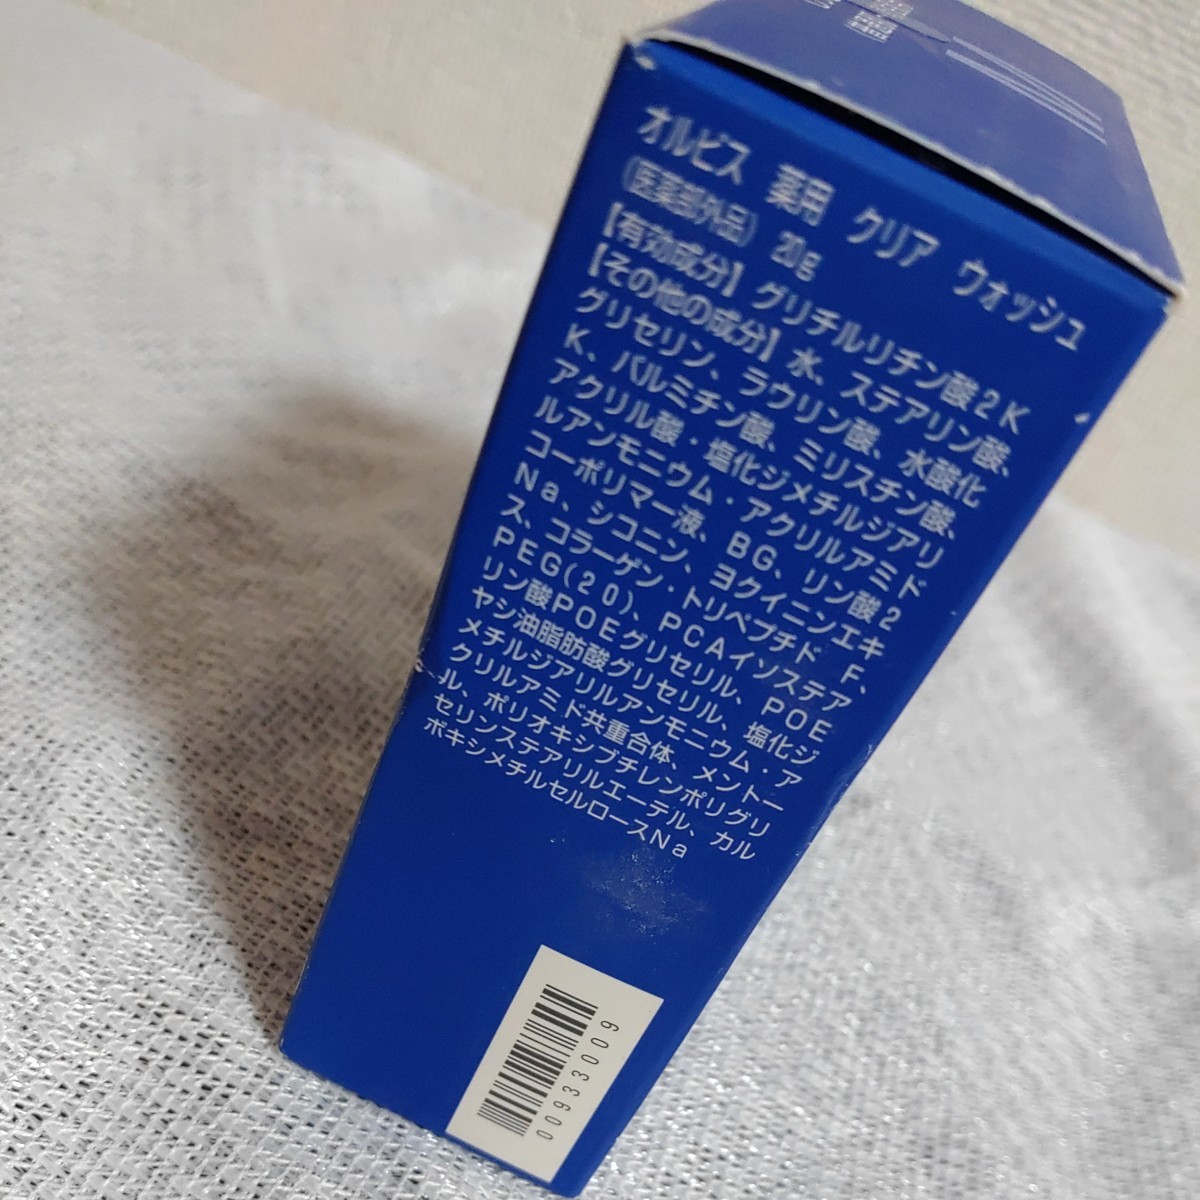 オルビス 薬用 クリア ウォッシュ
(医薬部外品) 20g
【有効成分】グリチルリチン酸2K
【その他の成分】水、ステアリン酸、
グリセリン、ラウリン酸、水酸化
K、パルミチン酸、ミリスチン酸、
アクリル酸・塩化ジメチルジアリ
ルアンモニウム・アクリルアミド
コーポリマー液、BG、リン酸2
Na、シコニン、ヨクイニンエキ
ス、コラーゲン・トリペプチド F、
PEG(20)、PCAイソステア
リン酸POEグリセリル、POE
ヤシ油脂肪酸グリセリル、塩化ジ
メチルジアリルアンモニウム・ア
クリルアミド共重合体、メントー
ル、ポリオキシブチレンポリグリ
セリンステアリルエーテル、カル
ボキシメチルセルロースNa
00933009